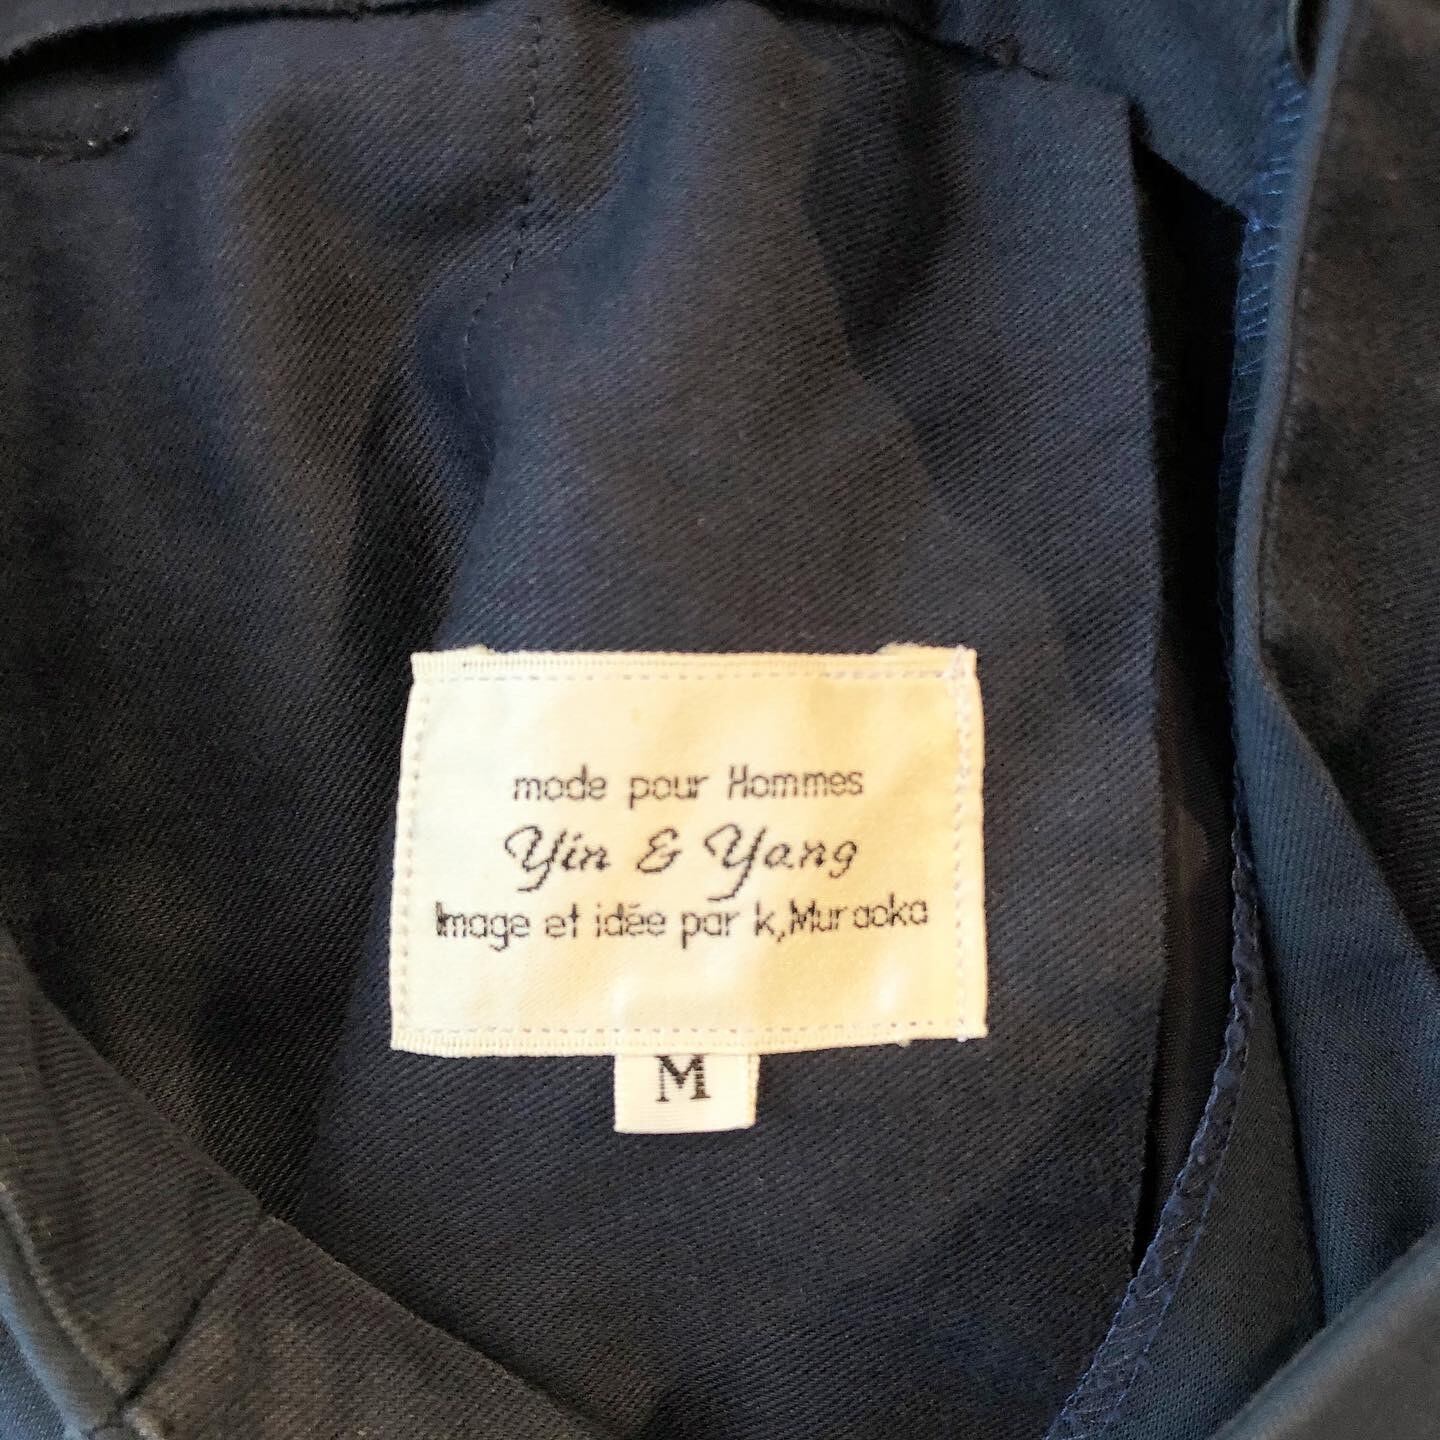 mode pour Hommes
Yin & Yang
Image et idée par k,Muraoka
M